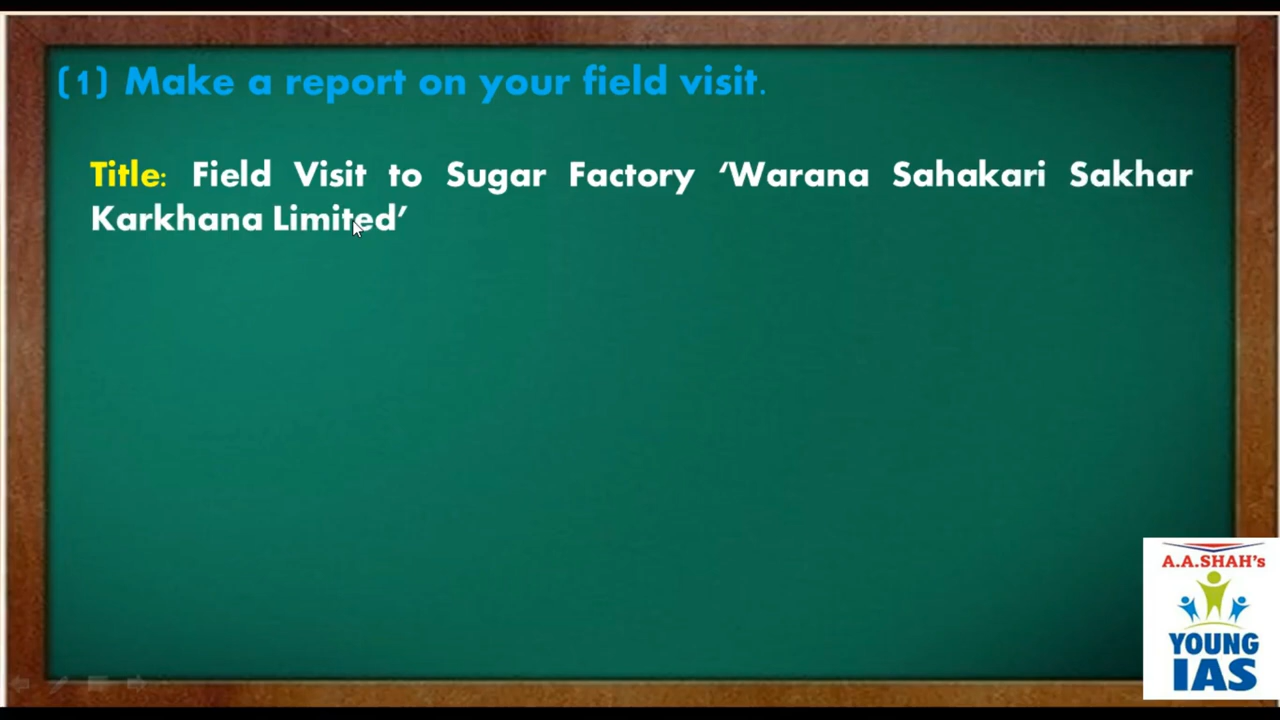 (1) Make a report on your field visit.
Title: Field Visit to Sugar Factory ‘Warana Sahakari Sakhar
Karkhana Limited’
A.A.SHAH's
YOUNG
IAS